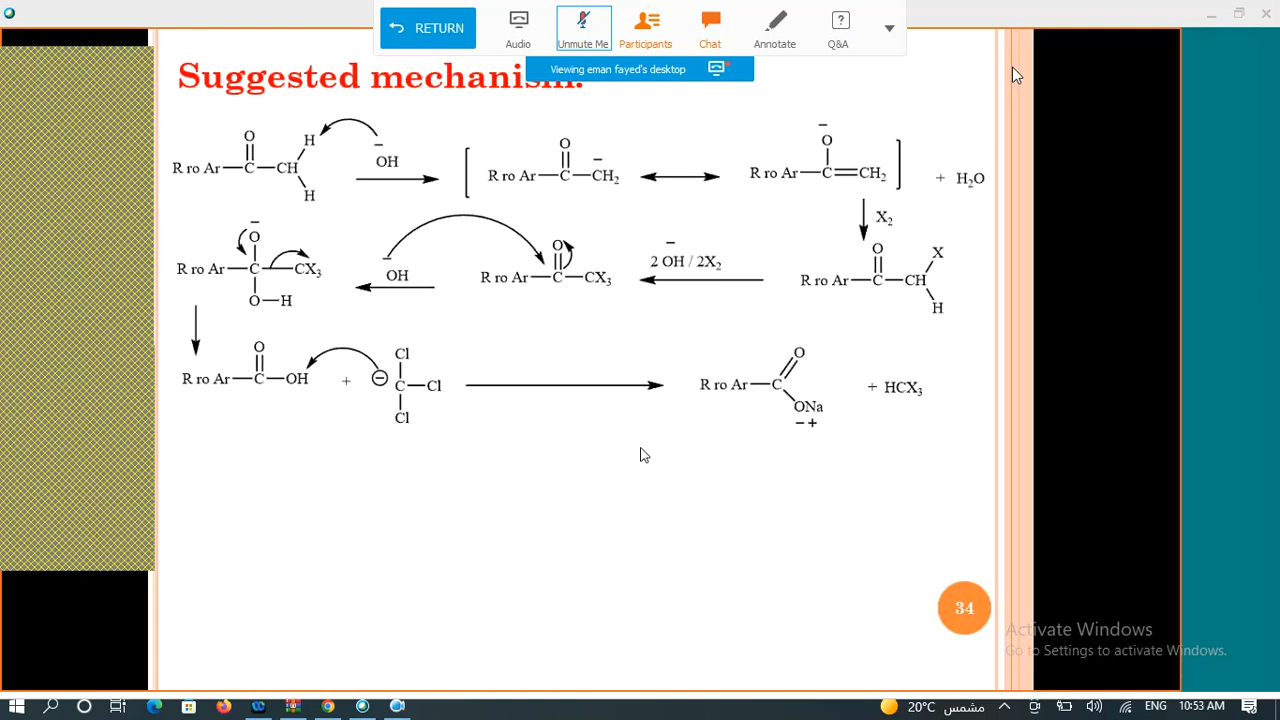 RETURN
Audio
Unmute Me
Participants
Chat
Annotate
Q&A
Viewing eman fayed's desktop
Suggested mechanism:
O
H
R ro Ar C CH
H
− OH
O
R ro Ar C − CH2
− O
R ro Ar C CH2
+ H2O
X2
− O
R ro Ar C CX3
O H
− OH
O
R ro Ar C CX3
2 − OH / 2X2
O
X
R ro Ar C CH
H
O
R ro Ar C OH
+
−
Cl
C Cl
Cl
O
R ro Ar C
ONa
− +
+ HCX3
34
Activate Windows
Go to Settings to activate Windows.
20°C مشمس
ENG
10:53 AM